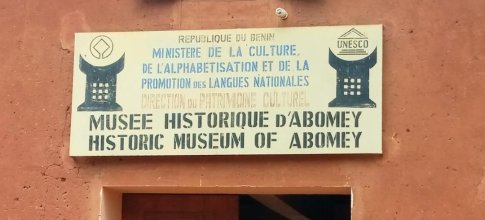 REPUBLIQUE DU BENIN
UNESCO
MINISTERE DE LA CULTURE,
DE L'ALPHABETISATION ET DE LA
PROMOTION DES LANGUES NATIONALES
DIRECTION DU PATRIMOINE CULTUREL
MUSEE HISTORIQUE D'ABOMEY
HISTORIC MUSEUM OF ABOMEY